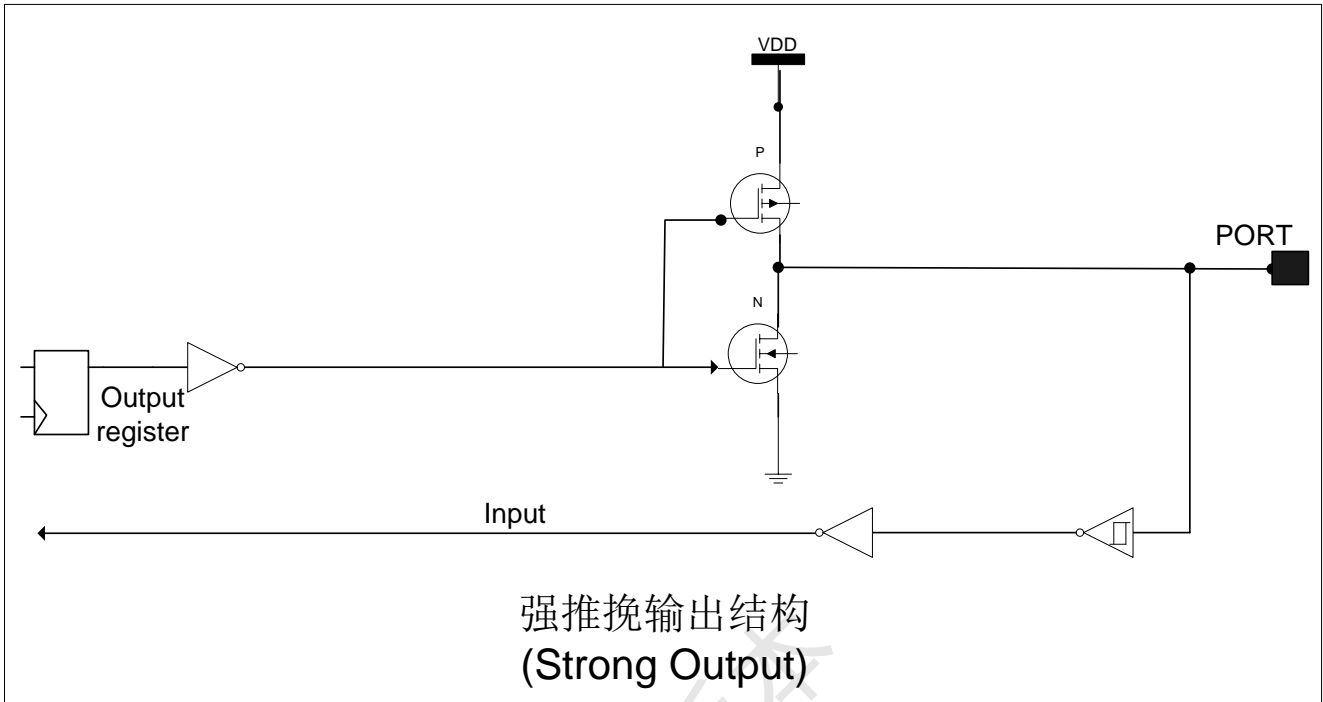 VDD
P
PORT
N
Output
register
Input
强推挽输出结构
(Strong Output)